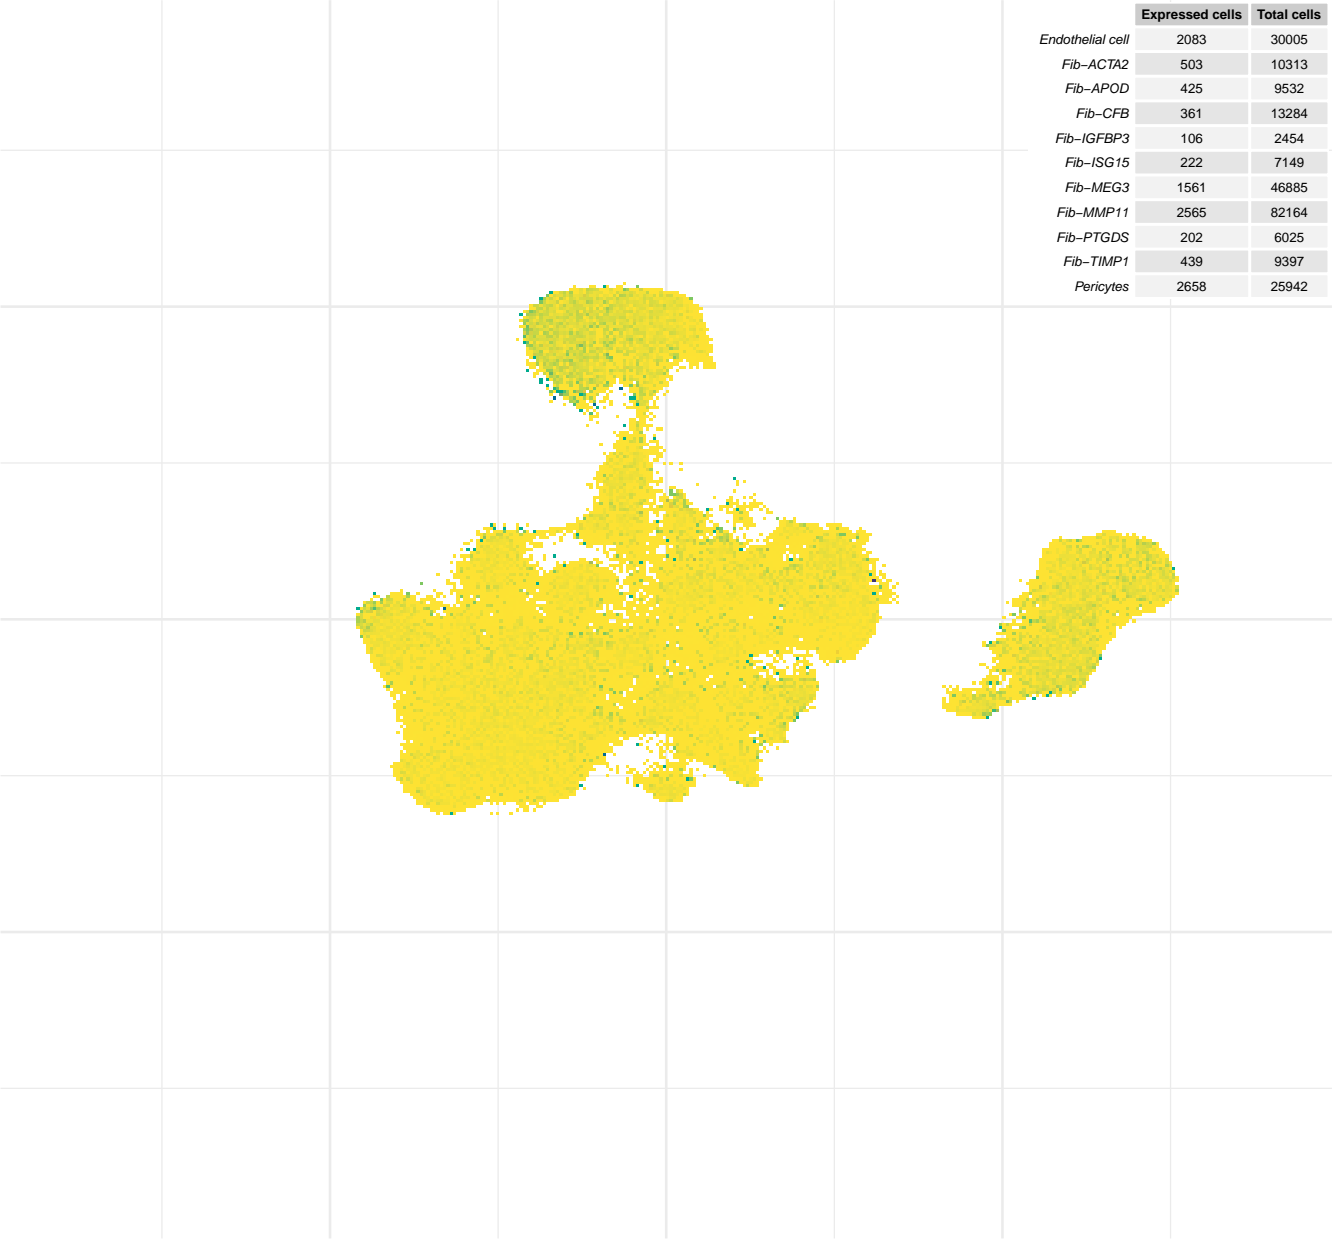 Expressed cells Total cells
Endothelial cell 2083 30005
Fib−ACTA2 503 10313
Fib−APOD 425 9532
Fib−CFB 361 13284
Fib−IGFBP3 106 2454
Fib−ISG15 222 7149
Fib−MEG3 1561 46885
Fib−MMP11 2565 82164
Fib−PTGDS 202 6025
Fib−TIMP1 439 9397
Pericytes 2658 25942